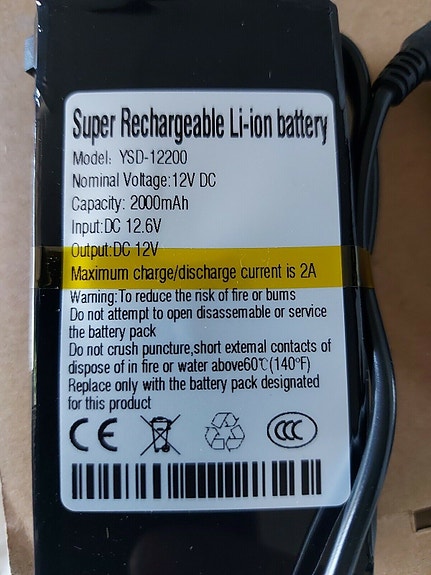 Super Rechargeable Li-ion battery
Model: YSD-12200
Nominal Voltage:12V DC
Capacity: 2000mAh
Input:DC 12.6V
Output:DC 12V
Maximum charge/discharge current is 2A
Warning:To reduce the risk of fire or burns
Do not attempt to open disassemable or service
the battery pack
Do not crush puncture,short external contacts of
dispose of in fire or water above60℃(140°F)
Replace only with the battery pack designated
for this product
CE CCC